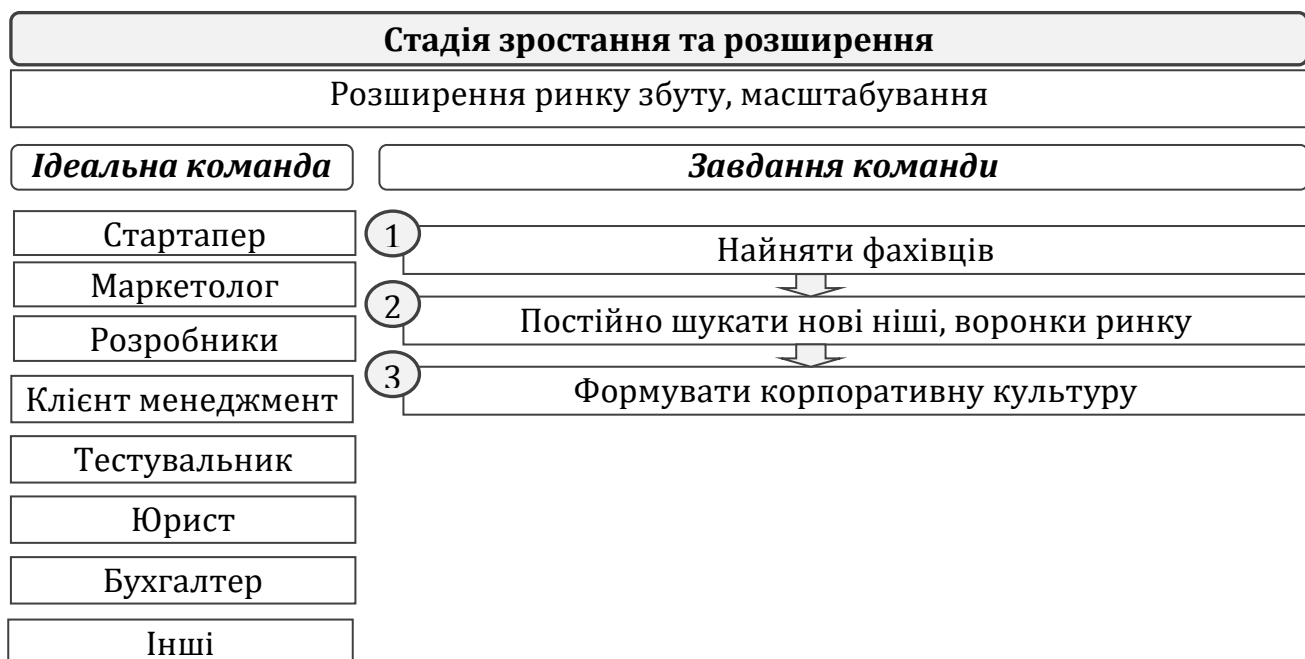 Стадія зростання та розширення
Розширення ринку збуту, масштабування
Ідеальна команда
Завдання команди
Стартапер
Маркетолог
Розробники
Клієнт менеджмент
Тестувальник
Юрист
Бухгалтер
Інші
1
Найняти фахівців
2
Постійно шукати нові ніші, воронки ринку
3
Формувати корпоративну культуру